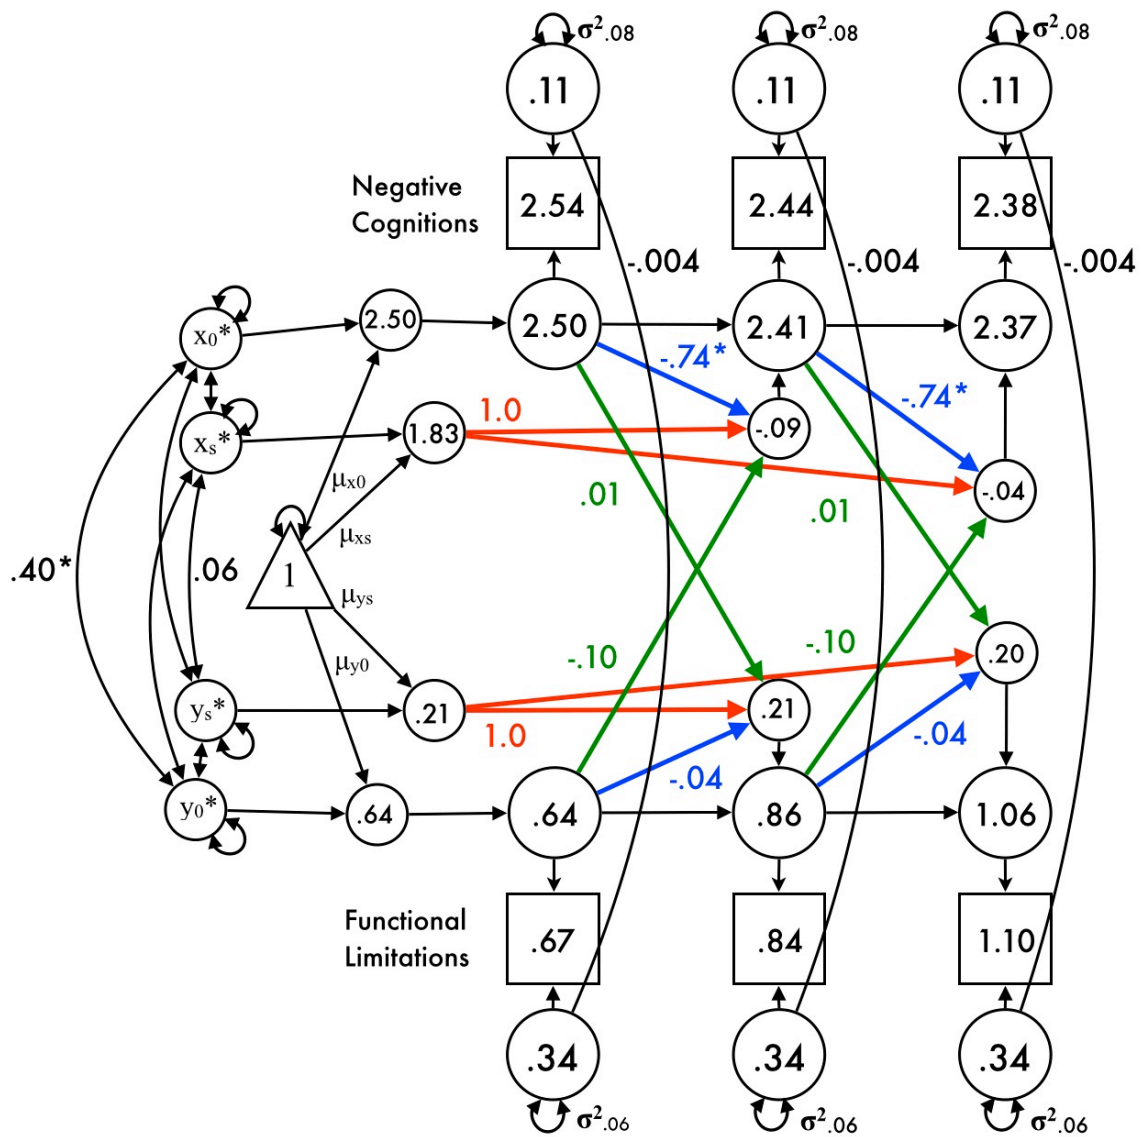 σ².08 σ².08 σ².08
.11 .11 .11
Negative
Cognitions
2.54 2.44 2.38
-.004 -.004 -.004
x₀* 2.50 2.50 2.41 2.37
-.74* -.74*
xₛ* 1.83 1.0 -.09
-.04
μₓ₀ .01 .01
μₓₛ
.40* .06 1 μyₛ
μy₀ -.10 -.10 .20
yₛ* .21 1.0 .21 -.04
-.04
y₀* .64 .64 .86 1.06
Functional
Limitations
.67 .84 1.10
.34 .34 .34
σ².06 σ².06 σ².06